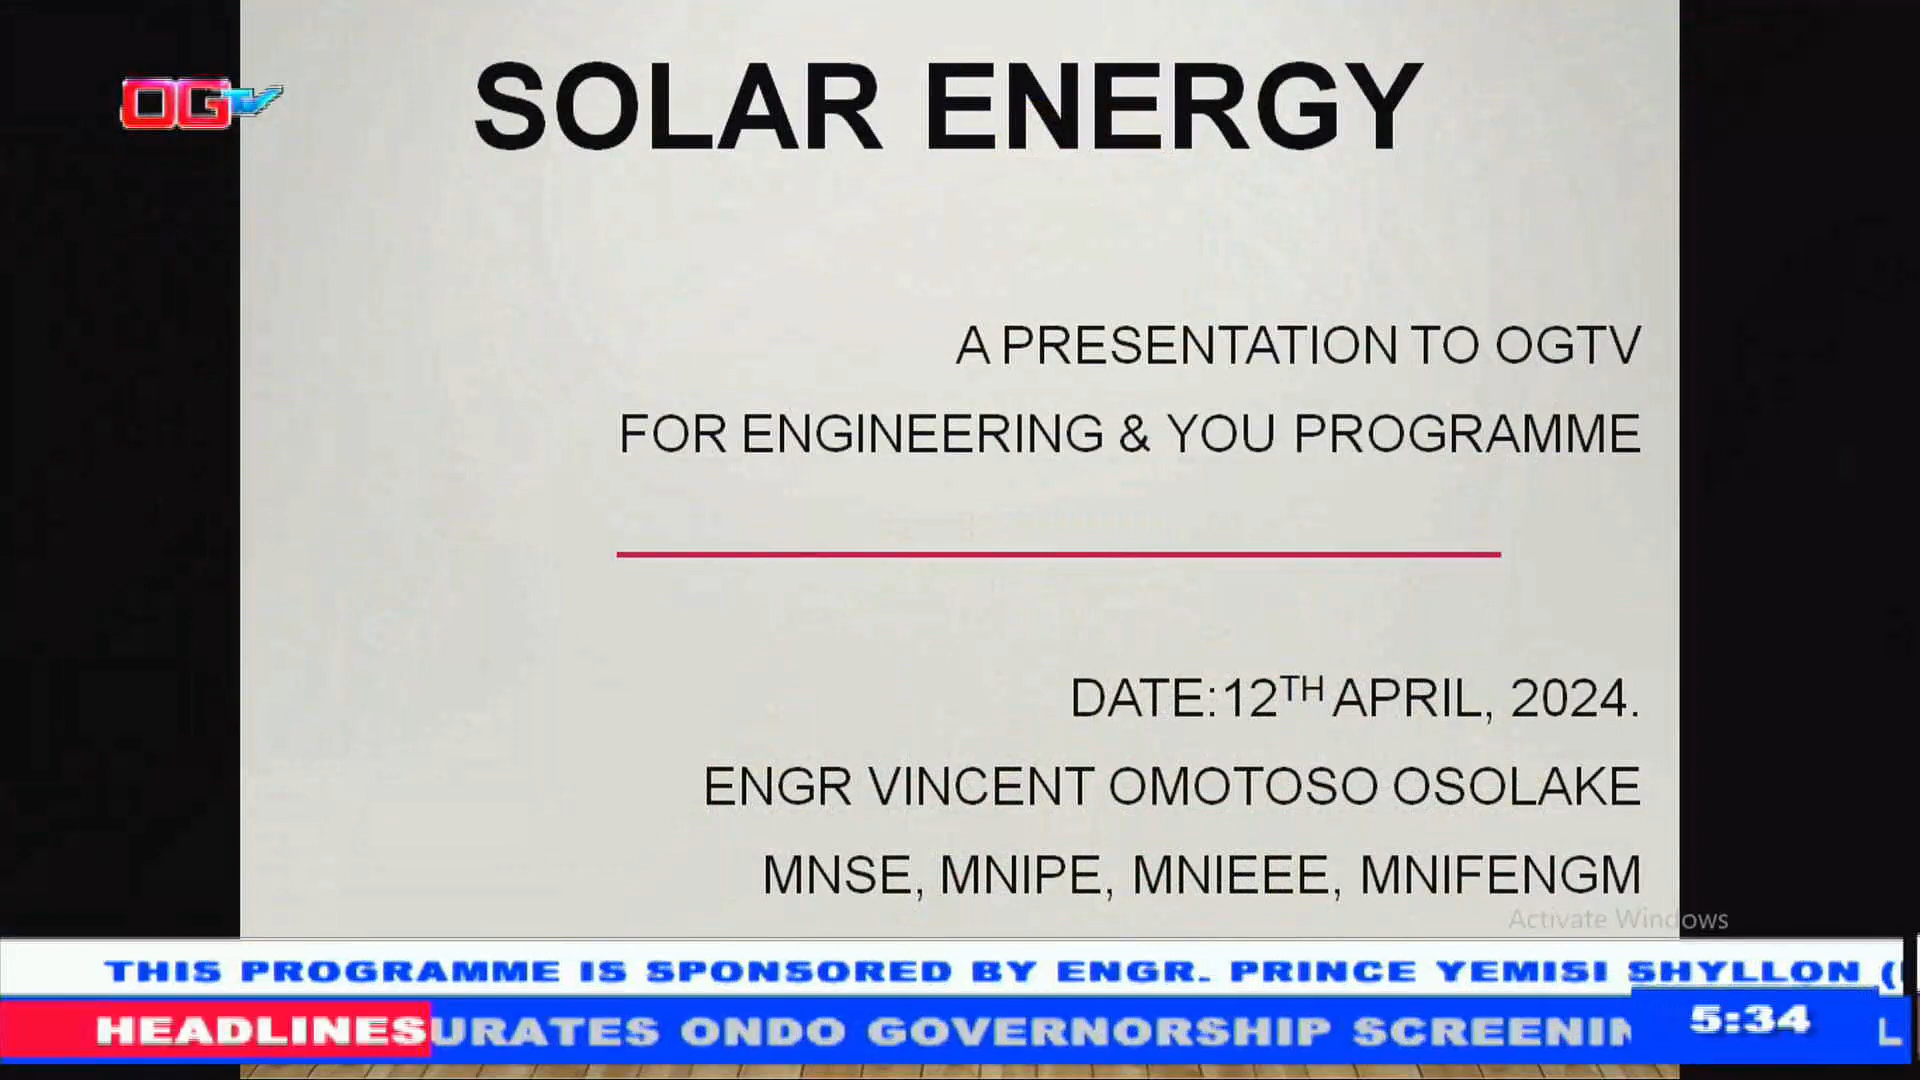 OGTV
SOLAR ENERGY
A PRESENTATION TO OGTV
FOR ENGINEERING & YOU PROGRAMME
DATE:12TH APRIL, 2024.
ENGR VINCENT OMOTOSO OSOLAKE
MNSE, MNIPE, MNIEEE, MNIFENGM
Activate Windows
THIS PROGRAMME IS SPONSORED BY ENGR. PRINCE YEMISI SHYLLON (
HEADLINES URATES ONDO GOVERNORSHIP SCREENIN 5:34 L